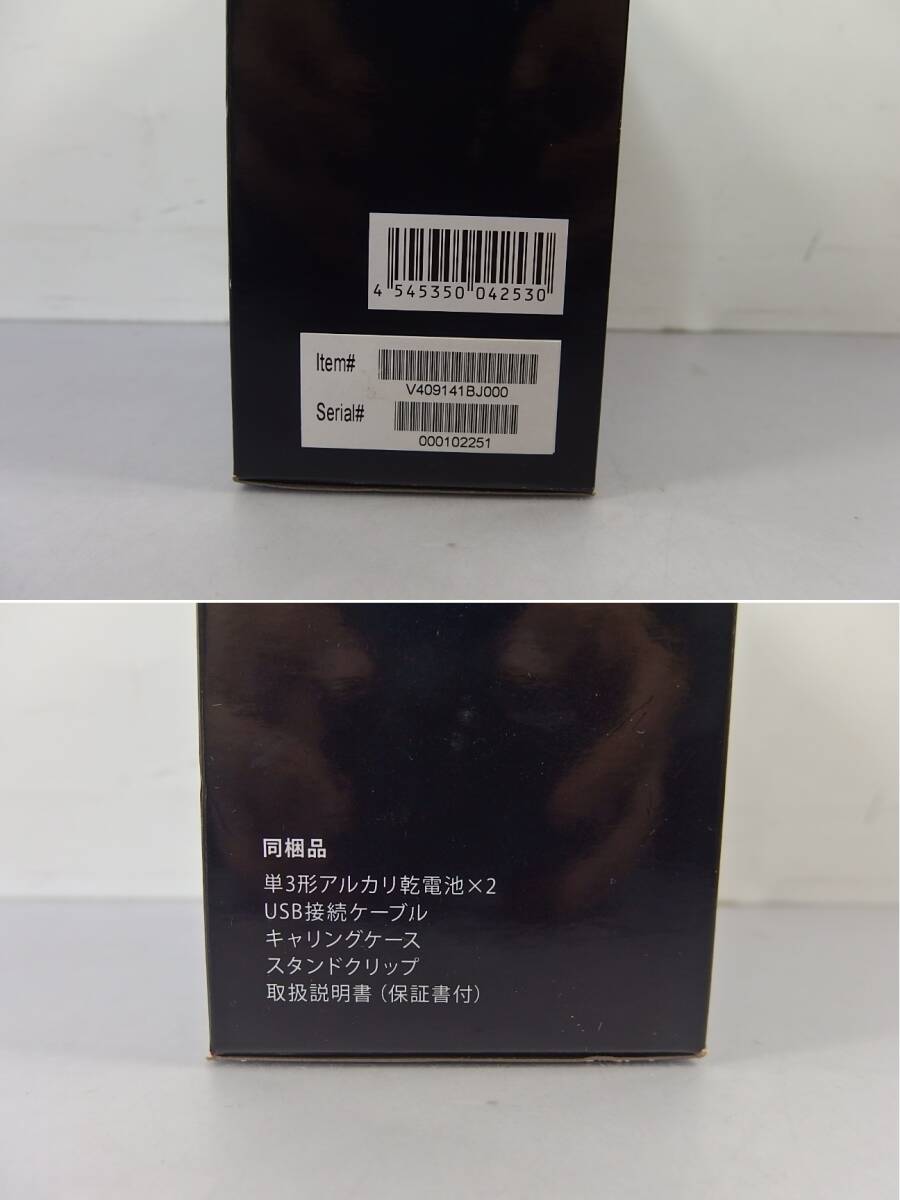 4 545350 042530
Item#
V409141BJ000
Serial#
000102251
同梱品
単3形アルカリ乾電池×2
USB接続ケーブル
キャリングケース
スタンドクリップ
取扱説明書（保証書付）